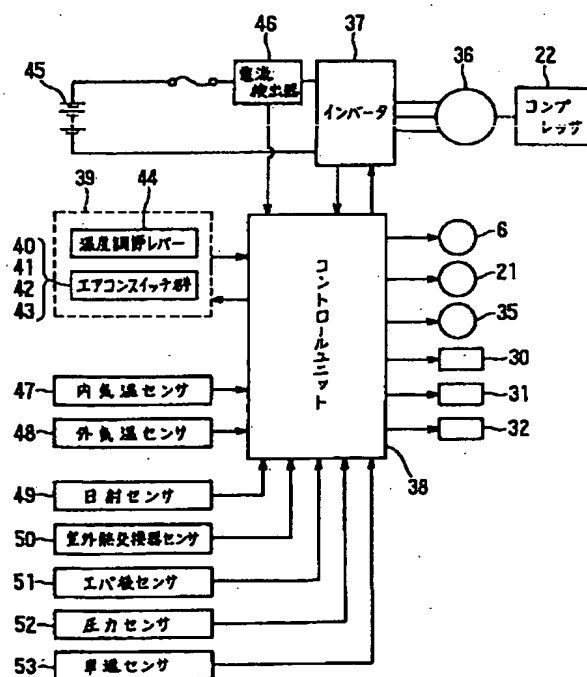 46
37
36
22
45
電流
検出器
インバータ
コンプ
レッサ
39
44
40
41
42
43
温度調節レバー
エアコンスイッチ群
コントロールユニット
6
21
35
30
31
32
38
47
内気温センサ
48
外気温センサ
49
日射センサ
50
室外熱交換器センサ
51
エバ後センサ
52
圧力センサ
53
車速センサ